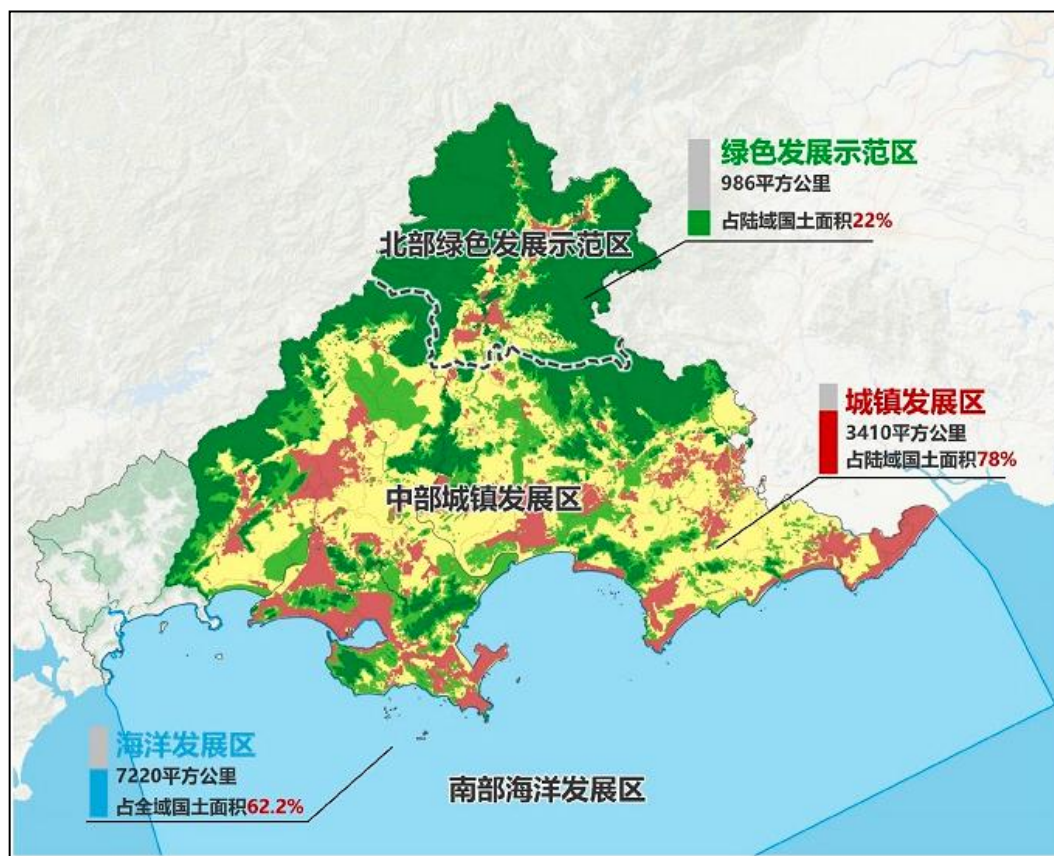 绿色发展示范区
986平方公里
占陆域国土面积22%
北部绿色发展示范区
城镇发展区
3410平方公里
占陆域国土面积78%
中部城镇发展区
海洋发展区
7220平方公里
占全域国土面积62.2%
南部海洋发展区